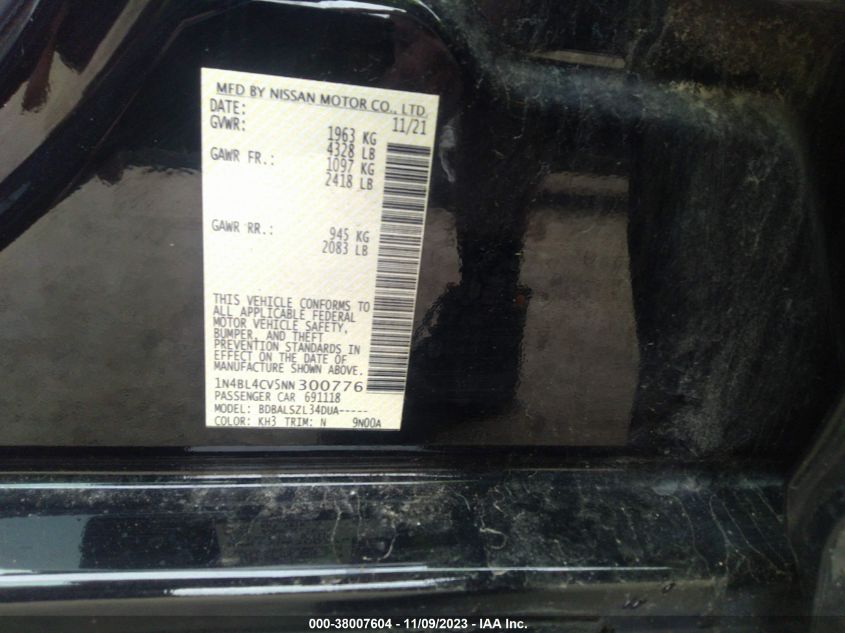 MFD BY NISSAN MOTOR CO., LTD.
DATE: 11/21
GVWR: 1963 KG
4328 LB
GAWR FR.: 1097 KG
2418 LB
GAWR RR.: 945 KG
2083 LB
THIS VEHICLE CONFORMS TO
ALL APPLICABLE FEDERAL
MOTOR VEHICLE SAFETY,
BUMPER, AND THEFT
PREVENTION STANDARDS IN
EFFECT ON THE DATE OF
MANUFACTURE SHOWN ABOVE.
1N4BL4CV5NN300776
PASSENGER CAR 691118
MODEL: BDBALSZL34DUA-----
COLOR: KH3 TRIM: N 9N00A
000-38007604 - 11/09/2023 - IAA Inc.